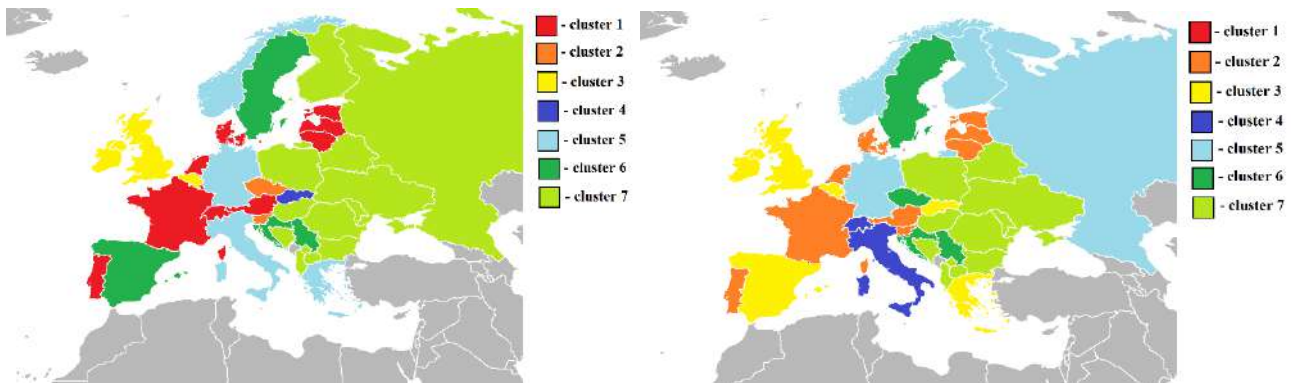 - cluster 1
- cluster 2
- cluster 3
- cluster 4
- cluster 5
- cluster 6
- cluster 7
- cluster 1
- cluster 2
- cluster 3
- cluster 4
- cluster 5
- cluster 6
- cluster 7